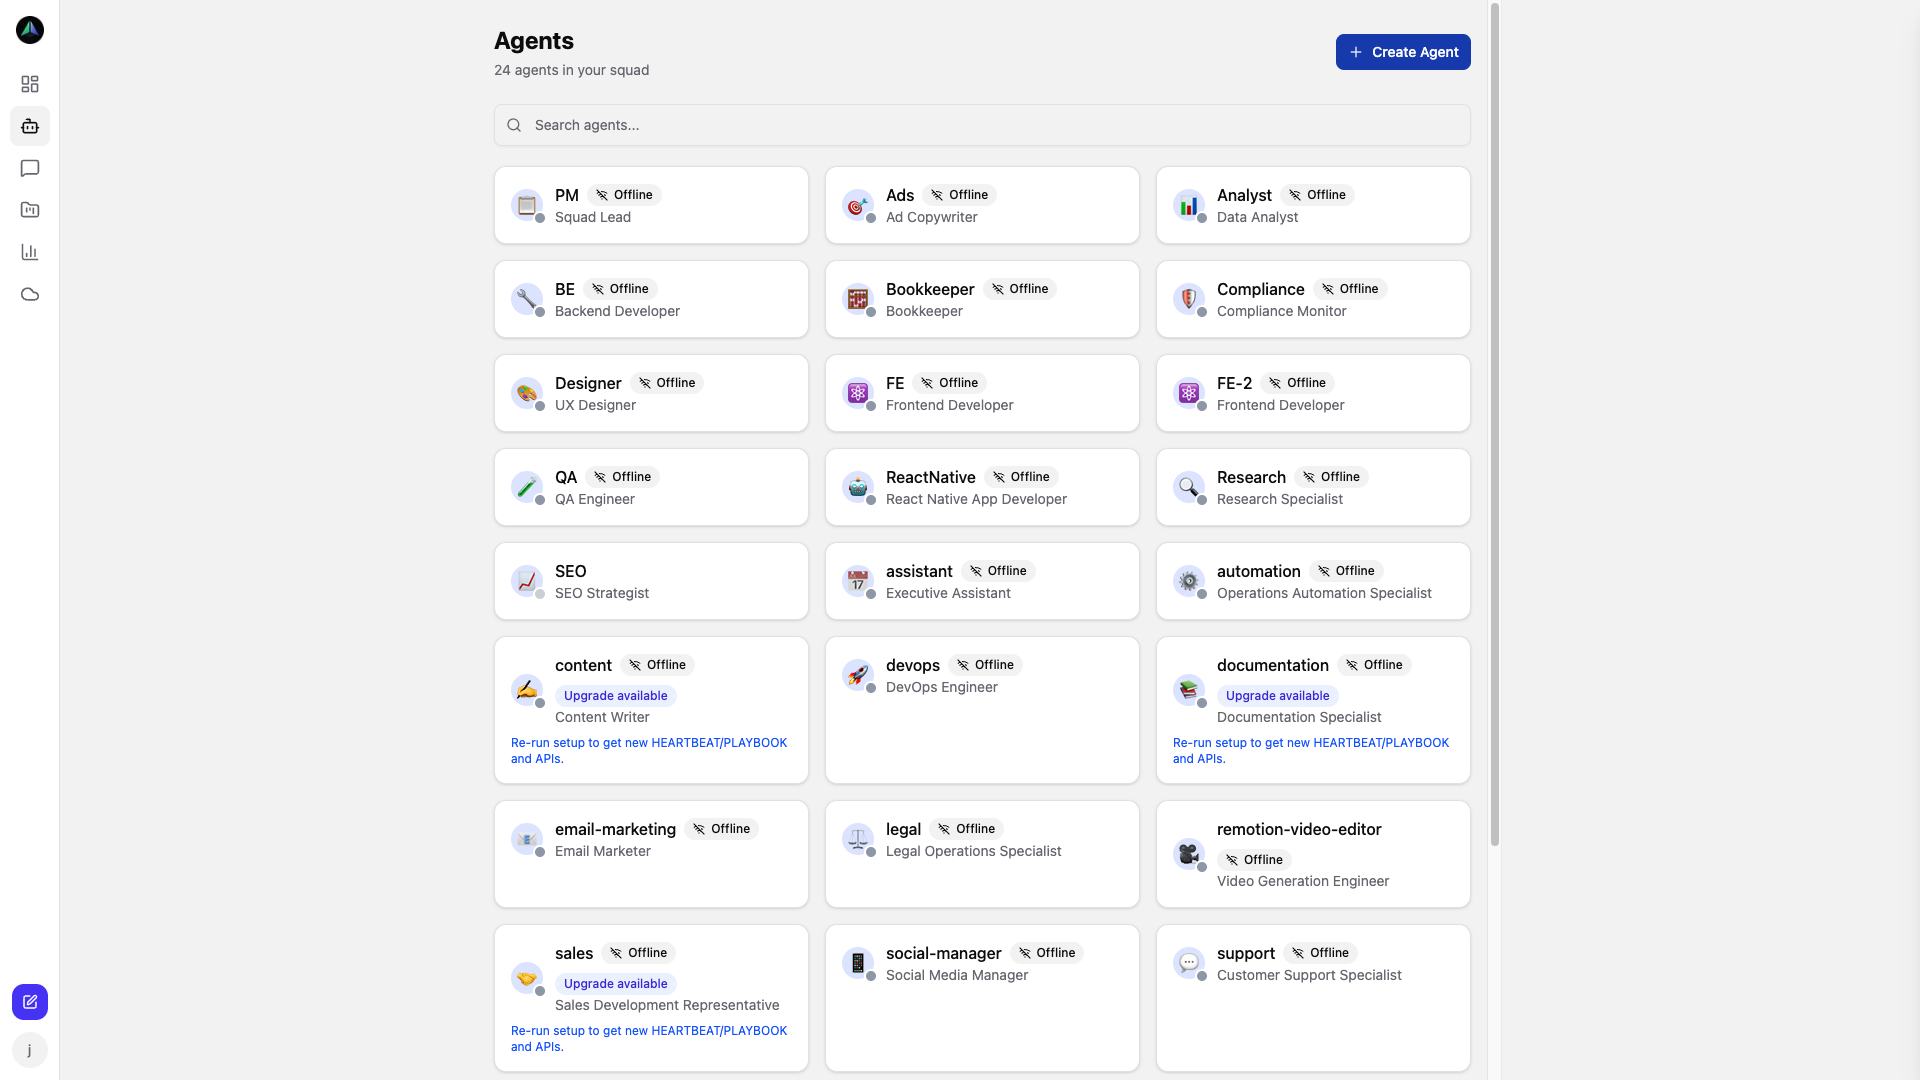 Agents
24 agents in your squad
Create Agent
Search agents...
PM Offline
Squad Lead
Ads Offline
Ad Copywriter
Analyst Offline
Data Analyst
BE Offline
Backend Developer
Bookkeeper Offline
Bookkeeper
Compliance Offline
Compliance Monitor
Designer Offline
UX Designer
FE Offline
Frontend Developer
FE-2 Offline
Frontend Developer
QA Offline
QA Engineer
ReactNative Offline
React Native App Developer
Research Offline
Research Specialist
SEO
SEO Strategist
17
assistant Offline
Executive Assistant
automation Offline
Operations Automation Specialist
content Offline
Upgrade available
Content Writer
Re-run setup to get new HEARTBEAT/PLAYBOOK
and APIs.
devops Offline
DevOps Engineer
documentation Offline
Upgrade available
Documentation Specialist
Re-run setup to get new HEARTBEAT/PLAYBOOK
and APIs.
email-marketing Offline
Email Marketer
legal Offline
Legal Operations Specialist
remotion-video-editor
Offline
Video Generation Engineer
sales Offline
Upgrade available
Sales Development Representative
Re-run setup to get new HEARTBEAT/PLAYBOOK
and APIs.
social-manager Offline
Social Media Manager
support Offline
Customer Support Specialist
j